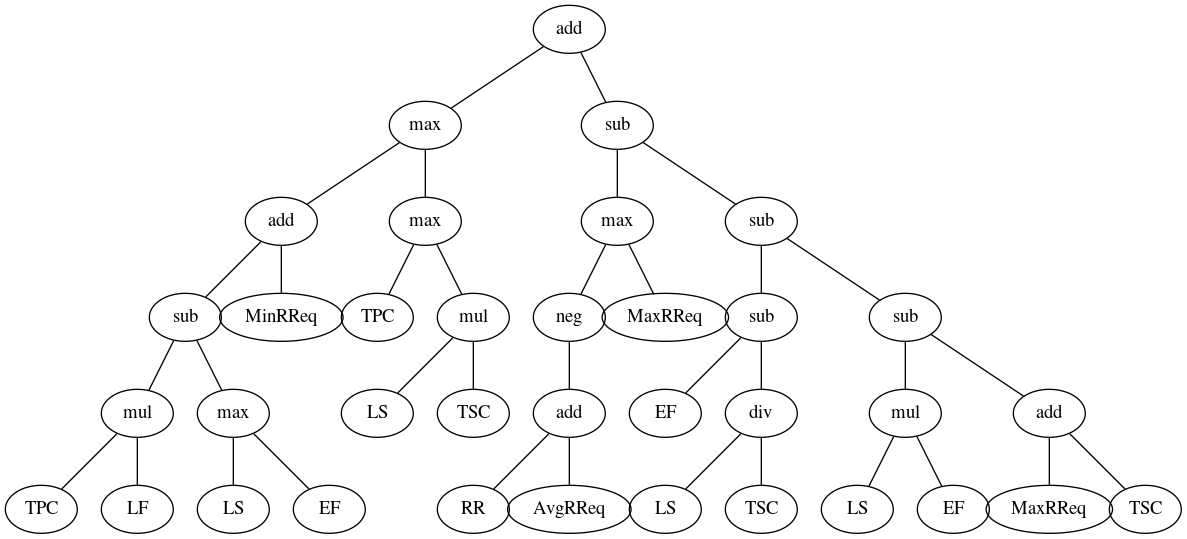 add
max sub
add max max sub
sub MinRReq TPC mul neg MaxRReq sub sub
mul max LS TSC add EF div mul add
TPC LF LS EF RR AvgRReq LS TSC LS EF MaxRReq TSC